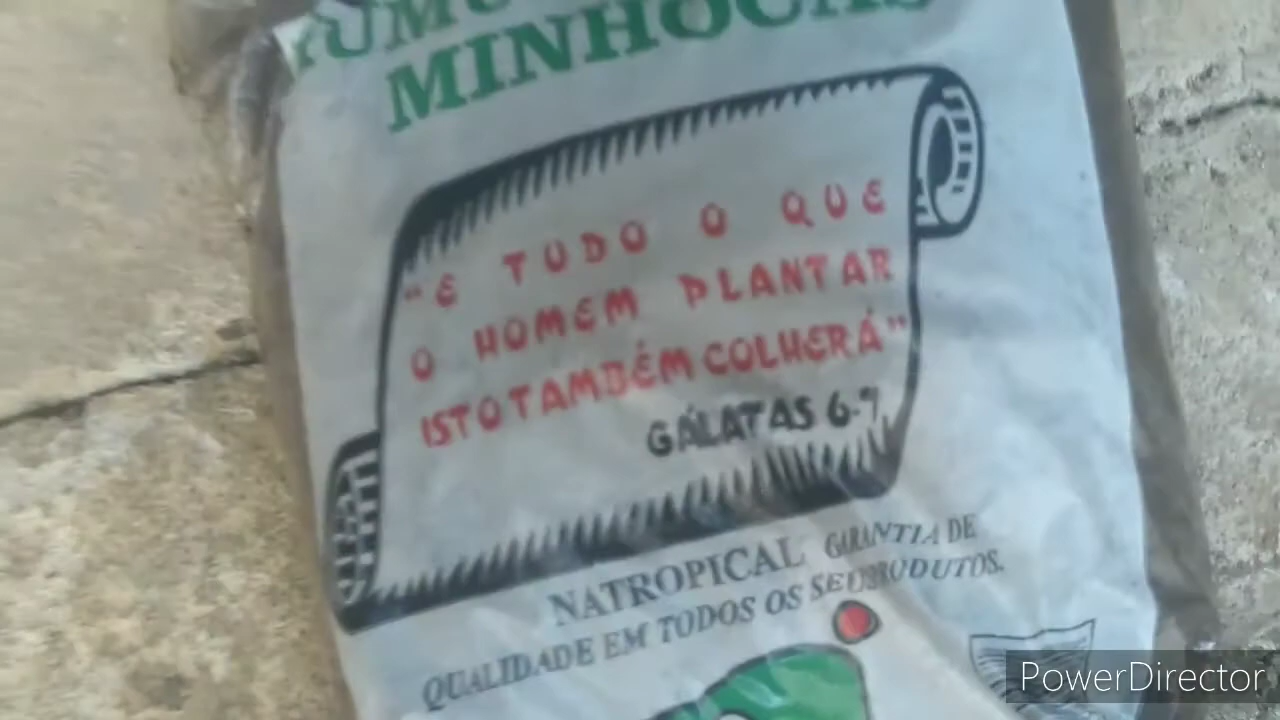 MINHOCAS
"E TUDO O QUE
O HOMEM PLANTAR
ISTO TAMBÉM COLHERÁ"
GÁLATAS 6-7,
NATROPICAL GARANTIA DE
QUALIDADE EM TODOS OS SEUS PRODUTOS.
PowerDirector